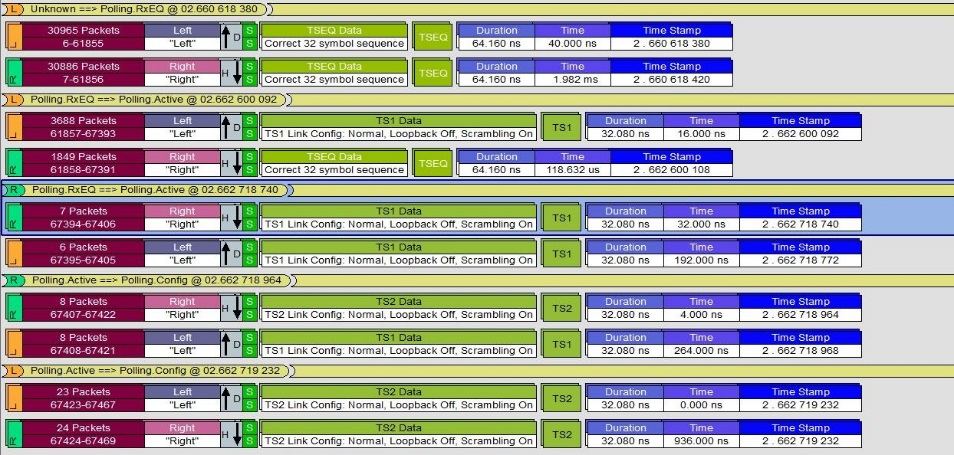 L Unknown ==> Polling.RxEQ @ 02.660 618 380
L 30965 Packets Left D S TSEQ Data TSEQ Duration Time Time Stamp
6-61855 "Left" S Correct 32 symbol sequence 64.160 ns 40.000 ns 2 . 660 618 380
R 30886 Packets Right H S TSEQ Data TSEQ Duration Time Time Stamp
7-61856 "Right" S Correct 32 symbol sequence 64.160 ns 1.982 ms 2 . 660 618 420
L Polling.RxEQ ==> Polling.Active @ 02.662 600 092
L 3688 Packets Left D S TS1 Data TS1 Duration Time Time Stamp
61857-67393 "Left" S TS1 Link Config: Normal, Loopback Off, Scrambling On 32.080 ns 16.000 ns 2 . 662 600 092
R 1849 Packets Right H S TSEQ Data TSEQ Duration Time Time Stamp
61858-67391 "Right" S Correct 32 symbol sequence 64.160 ns 118.632 us 2 . 662 600 108
R Polling.RxEQ ==> Polling.Active @ 02.662 718 740
R 7 Packets Right H S TS1 Data TS1 Duration Time Time Stamp
67394-67406 "Right" S TS1 Link Config: Normal, Loopback Off, Scrambling On 32.080 ns 32.000 ns 2 . 662 718 740
L 6 Packets Left D S TS1 Data TS1 Duration Time Time Stamp
67395-67405 "Left" S TS1 Link Config: Normal, Loopback Off, Scrambling On 32.080 ns 192.000 ns 2 . 662 718 772
R Polling.Active ==> Polling.Config @ 02.662 718 964
R 8 Packets Right H S TS2 Data TS2 Duration Time Time Stamp
67407-67422 "Right" S TS2 Link Config: Normal, Loopback Off, Scrambling On 32.080 ns 4.000 ns 2 . 662 718 964
L 8 Packets Left D S TS1 Data TS1 Duration Time Time Stamp
67408-67421 "Left" S TS1 Link Config: Normal, Loopback Off, Scrambling On 32.080 ns 264.000 ns 2 . 662 718 968
L Polling.Active ==> Polling.Config @ 02.662 719 232
L 23 Packets Left D S TS2 Data TS2 Duration Time Time Stamp
67423-67467 "Left" S TS2 Link Config: Normal, Loopback Off, Scrambling On 32.080 ns 0.000 ns 2 . 662 719 232
R 24 Packets Right H S TS2 Data TS2 Duration Time Time Stamp
67424-67469 "Right" S TS2 Link Config: Normal, Loopback Off, Scrambling On 32.080 ns 936.000 ns 2 . 662 719 232